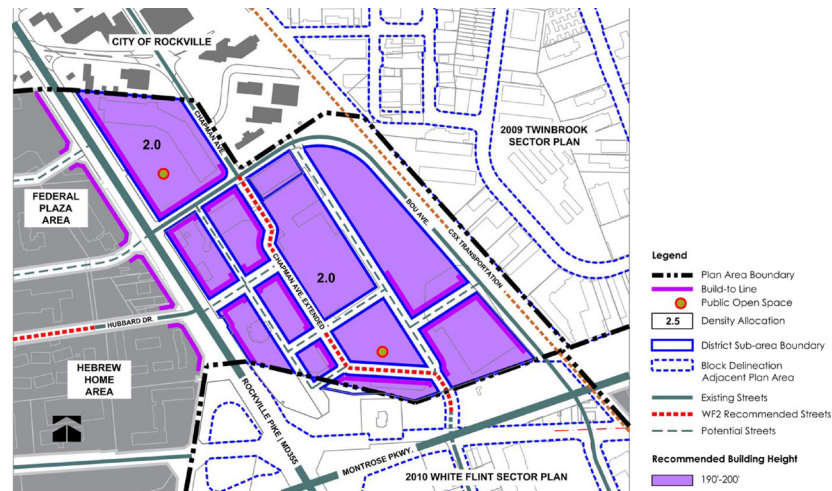 CITY OF ROCKVILLE
CHAPMAN AVE.
2.0
2009 TWINBROOK
SECTOR PLAN
FEDERAL
PLAZA
AREA
BOU AVE.
CSX TRANSPORTATION
2.0
CHAPMAN AVE. EXTENDED
HUBBARD DR.
HEBREW
HOME
AREA
ROCKVILLE PIKE | MD355
MONTROSE PKWY.
2010 WHITE FLINT SECTOR PLAN
Legend
Plan Area Boundary
Build-to Line
Public Open Space
2.5 Density Allocation
District Sub-area Boundary
Block Delineation
Adjacent Plan Area
Existing Streets
WF2 Recommended Streets
Potential Streets
Recommended Building Height
190'-200'